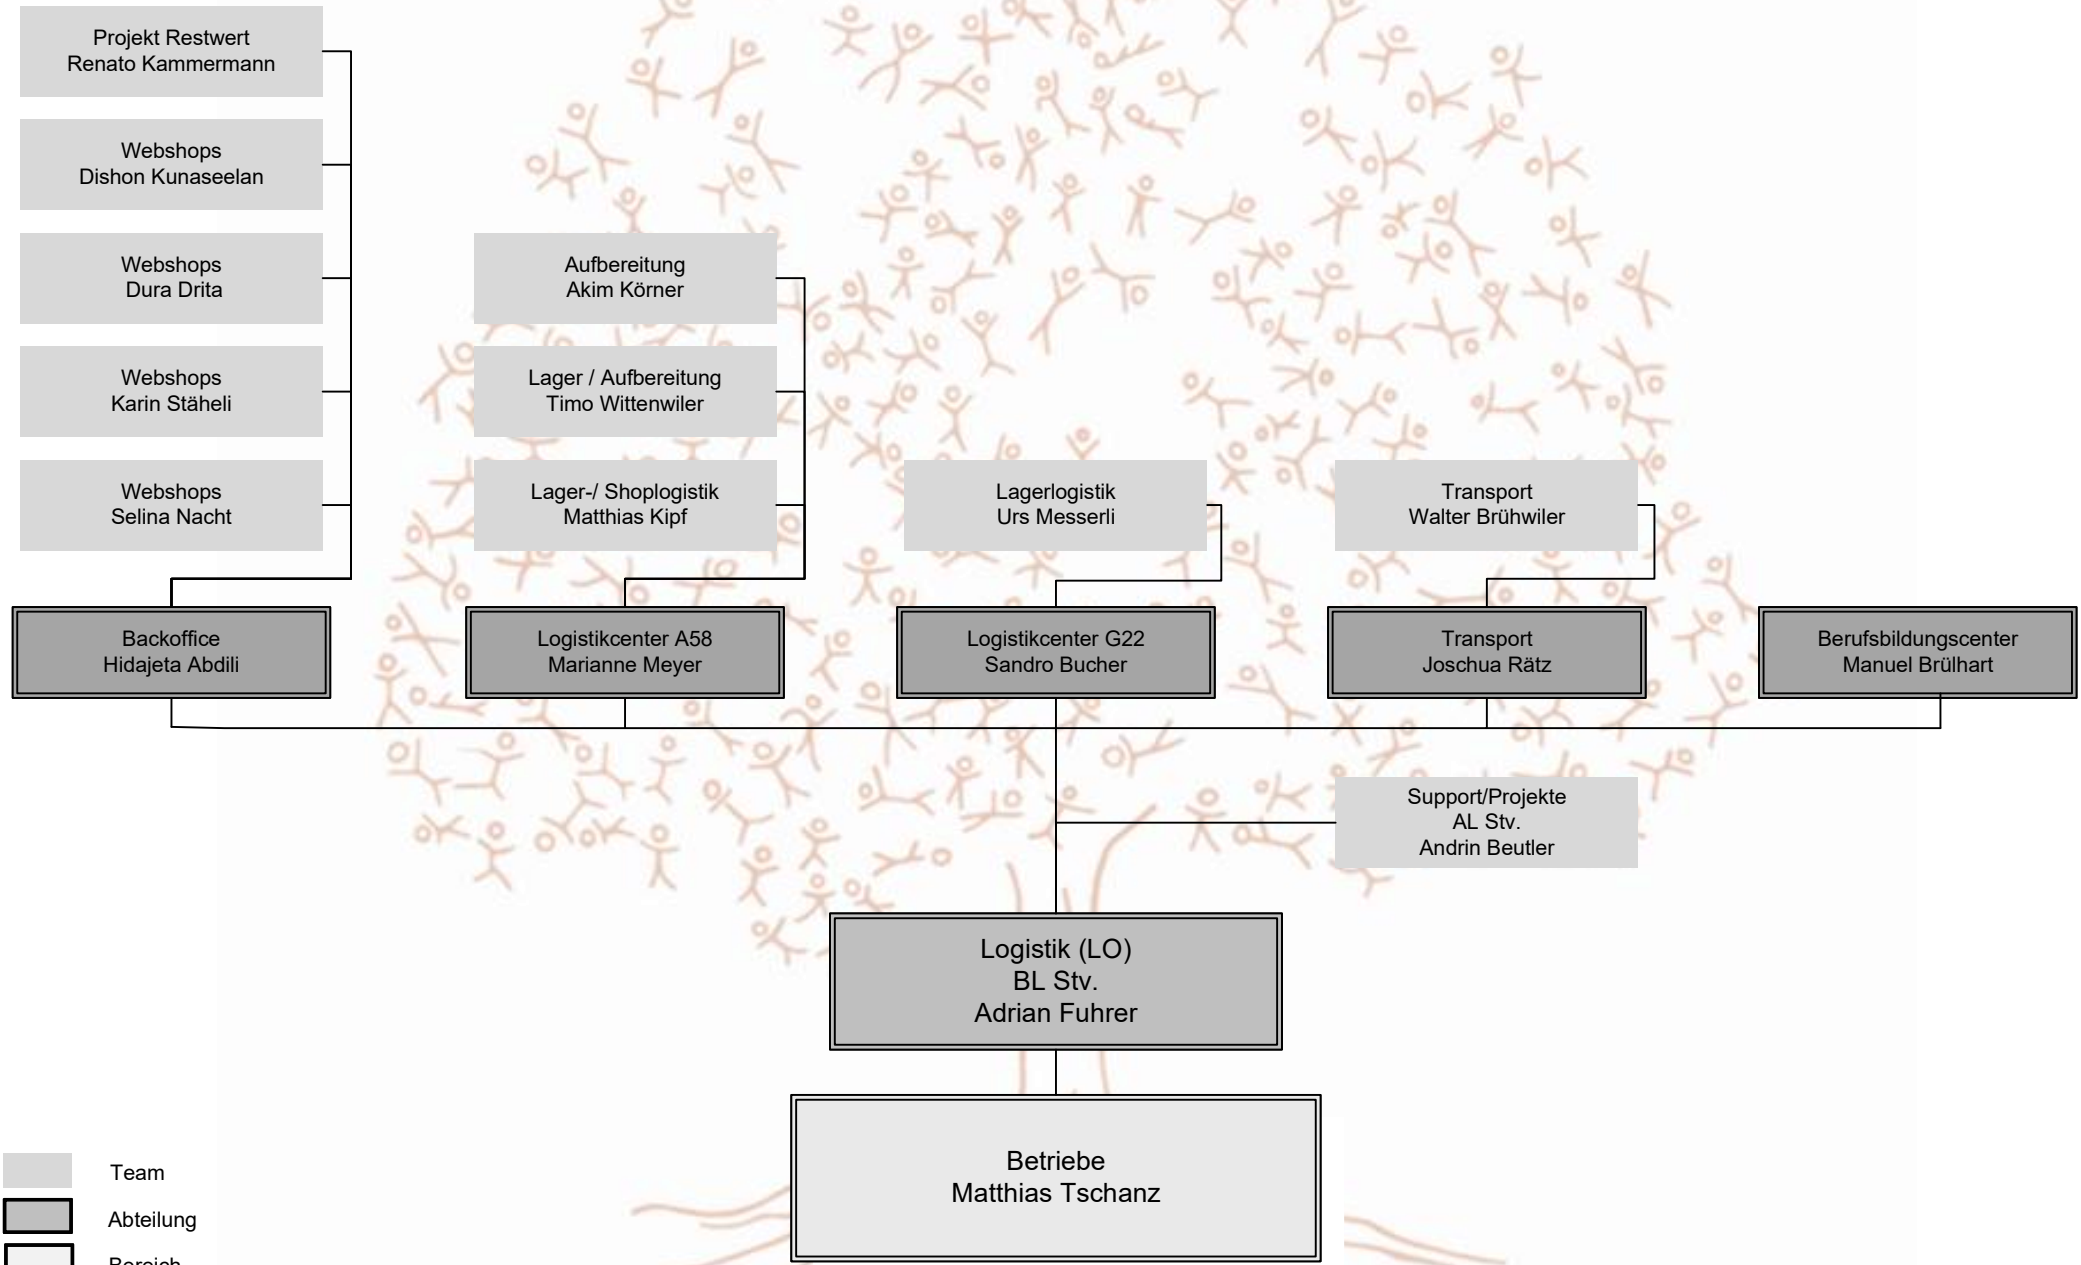 Projekt Restwert
Renato Kammermann
Webshops
Dishon Kunaseelan
Webshops
Dura Drita
Webshops
Karin Stäheli
Webshops
Selina Nacht
Aufbereitung
Akim Körner
Lager / Aufbereitung
Timo Wittenwiler
Lager-/ Shoplogistik
Matthias Kipf
Lagerlogistik
Urs Messerli
Transport
Walter Brühwiler
Backoffice
Hidajeta Abdili
Logistikcenter A58
Marianne Meyer
Logistikcenter G22
Sandro Bucher
Transport
Joschua Rätz
Berufsbildungscenter
Manuel Brülhart
Support/Projekte
AL Stv.
Andrin Beutler
Logistik (LO)
BL Stv.
Adrian Fuhrer
Betriebe
Matthias Tschanz
Team
Abteilung
Bereich